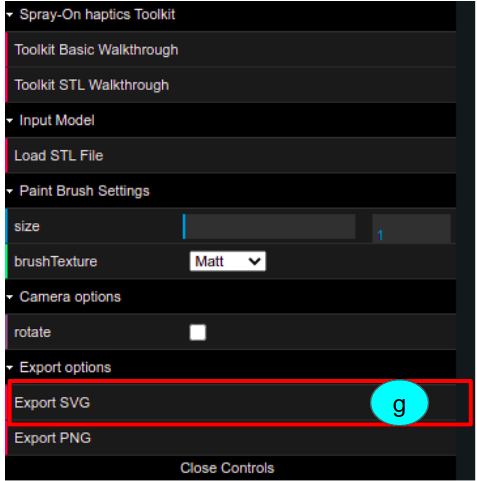 Spray-On haptics Toolkit
Toolkit Basic Walkthrough
Toolkit STL Walkthrough
Input Model
Load STL File
Paint Brush Settings
size 1
brushTexture Matt
Camera options
rotate
Export options
Export SVG g
Export PNG
Close Controls